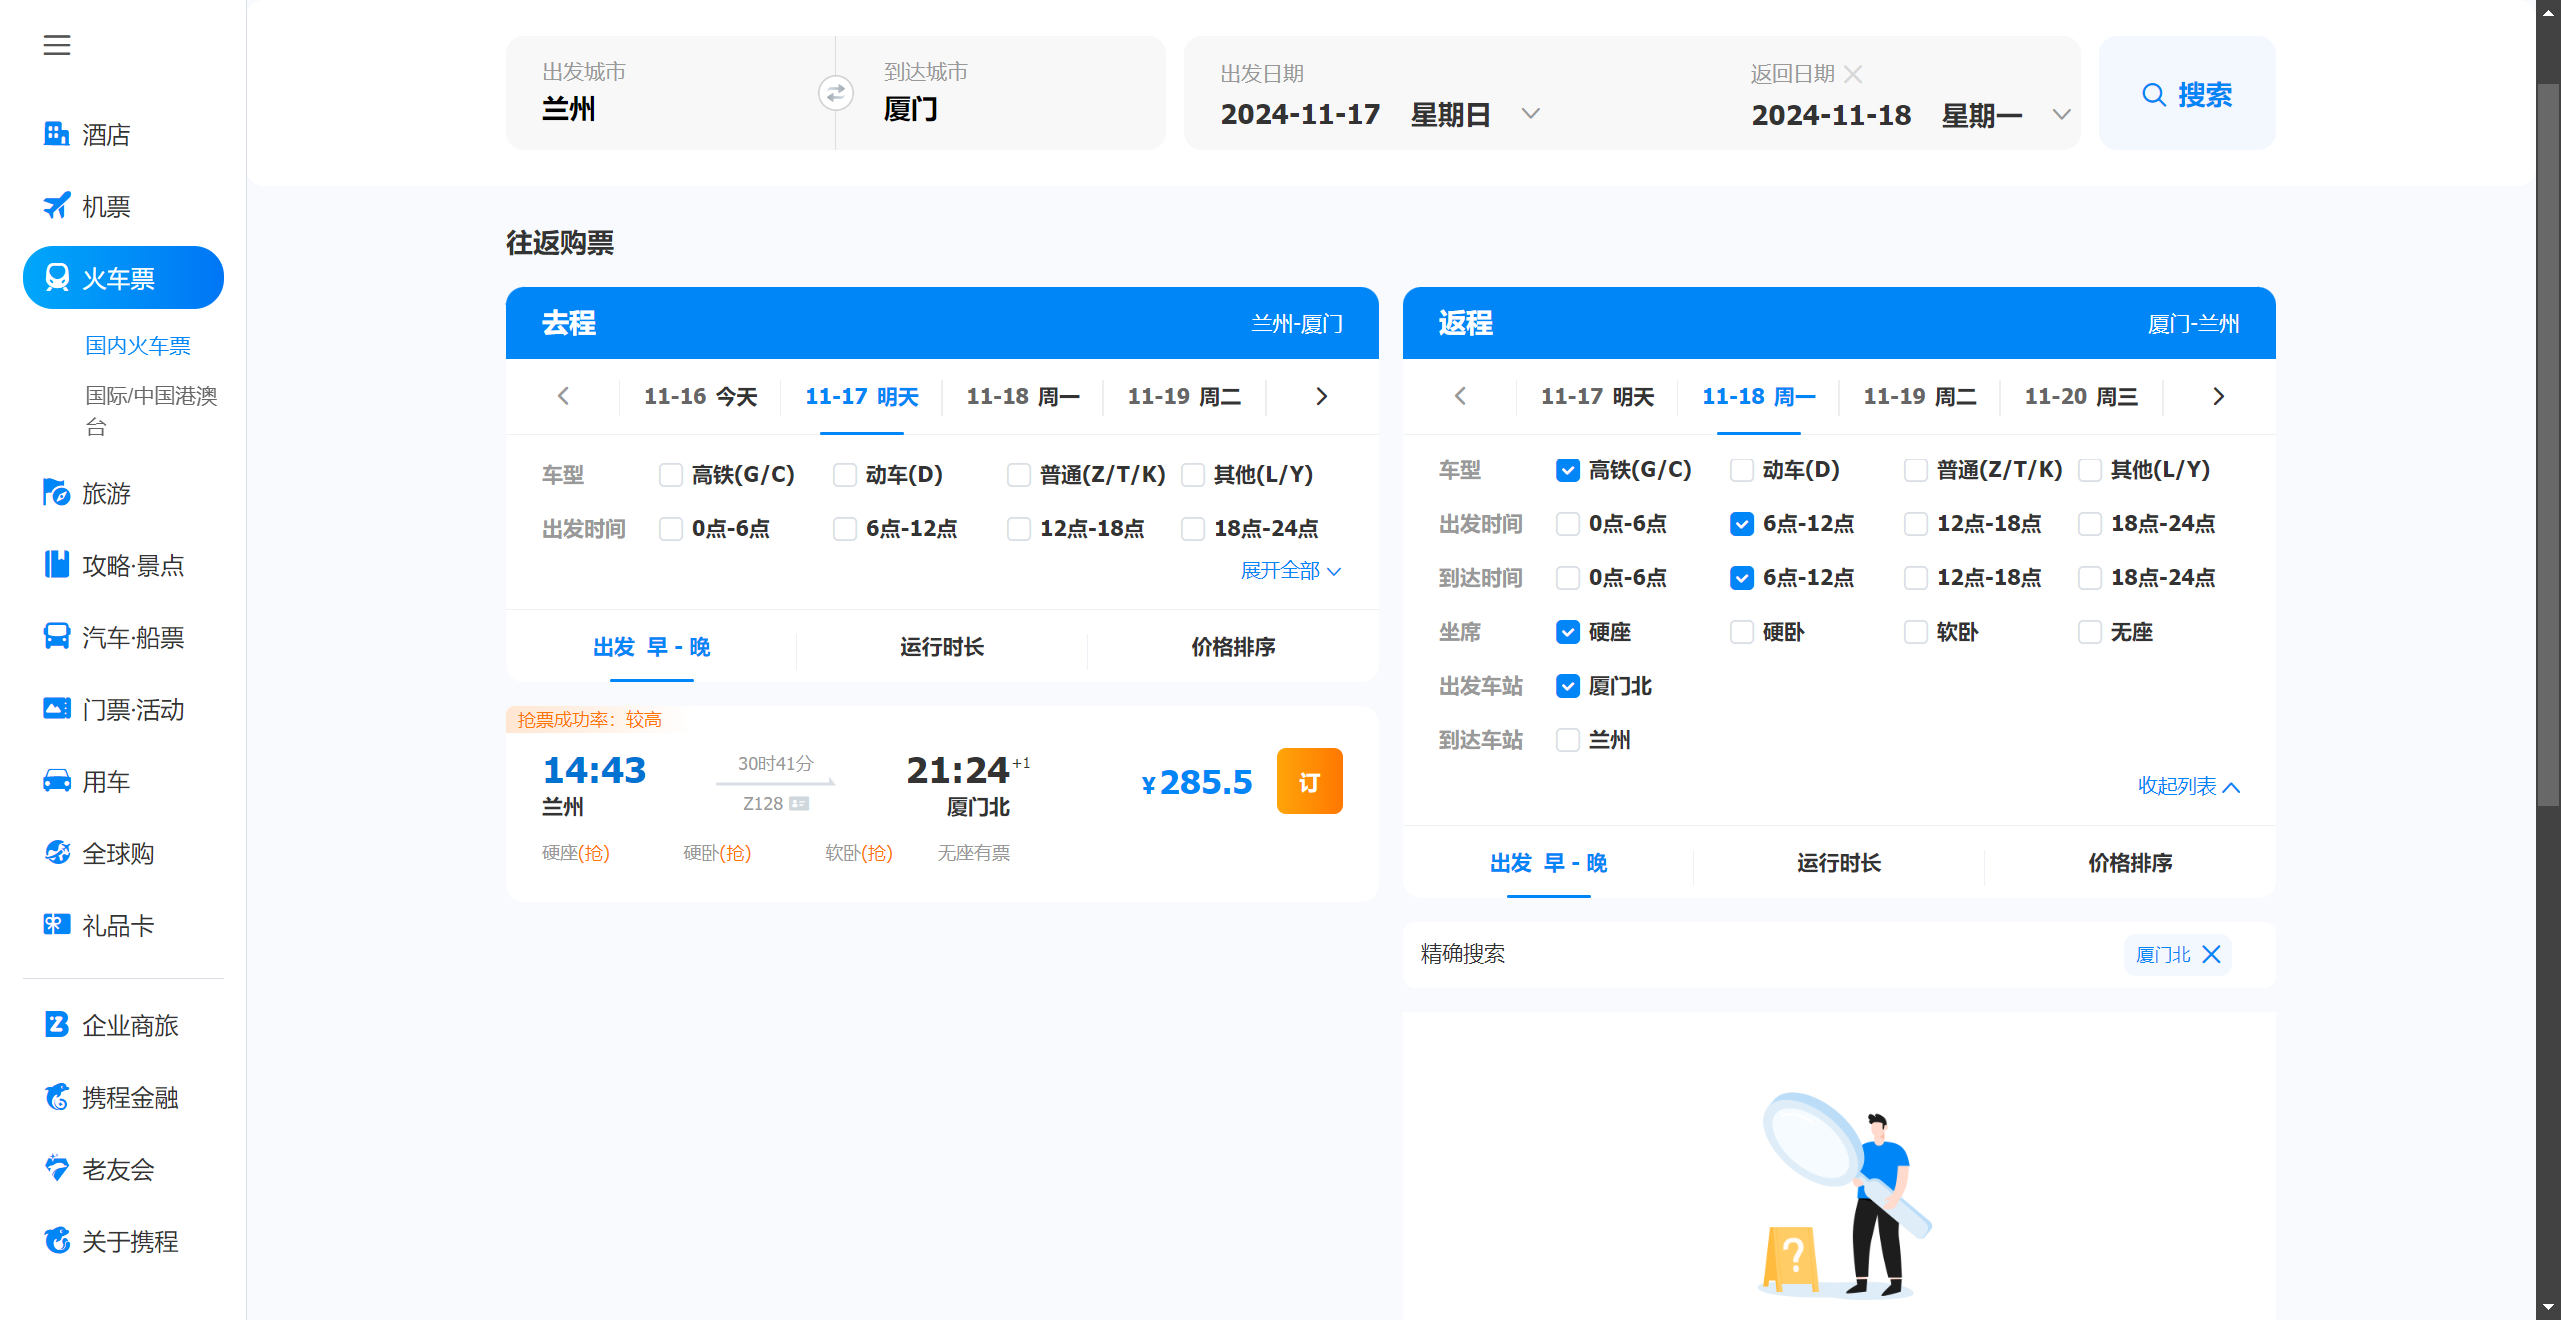 出发城市
兰州
到达城市
厦门
出发日期
2024-11-17 星期日
返回日期
2024-11-18 星期一
搜索
酒店
机票
火车票
国内火车票
国际/中国港澳
台
旅游
攻略·景点
汽车·船票
门票·活动
用车
全球购
礼品卡
企业商旅
携程金融
老友会
关于携程
往返购票
去程 兰州-厦门
11-16 今天 11-17 明天 11-18 周一 11-19 周二
车型 高铁(G/C) 动车(D) 普通(Z/T/K) 其他(L/Y)
出发时间 0点-6点 6点-12点 12点-18点 18点-24点
展开全部
出发 早 - 晚 运行时长 价格排序
抢票成功率：较高
14:43 30时41分 21:24+1
兰州 Z128 厦门北
¥285.5 订
硬座(抢) 硬卧(抢) 软卧(抢) 无座有票
返程 厦门-兰州
11-17 明天 11-18 周一 11-19 周二 11-20 周三
车型 高铁(G/C) 动车(D) 普通(Z/T/K) 其他(L/Y)
出发时间 0点-6点 6点-12点 12点-18点 18点-24点
到达时间 0点-6点 6点-12点 12点-18点 18点-24点
坐席 硬座 硬卧 软卧 无座
出发车站 厦门北
到达车站 兰州
收起列表
出发 早 - 晚 运行时长 价格排序
精确搜索 厦门北
?